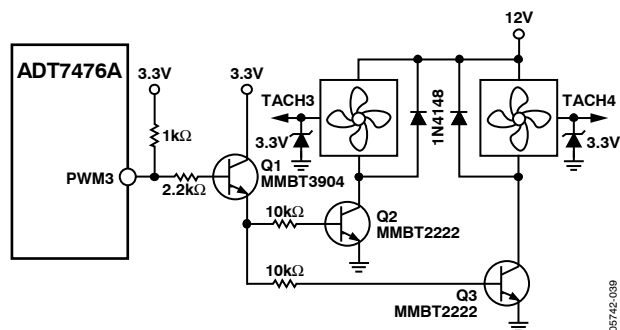 12V
ADT7476A
3.3V
3.3V
TACH3
1N4148
TACH4
1kΩ
3.3V
3.3V
PWM3
2.2kΩ
Q1
MMBT3904
10kΩ
Q2
MMBT2222
10kΩ
Q3
MMBT2222
05742-039